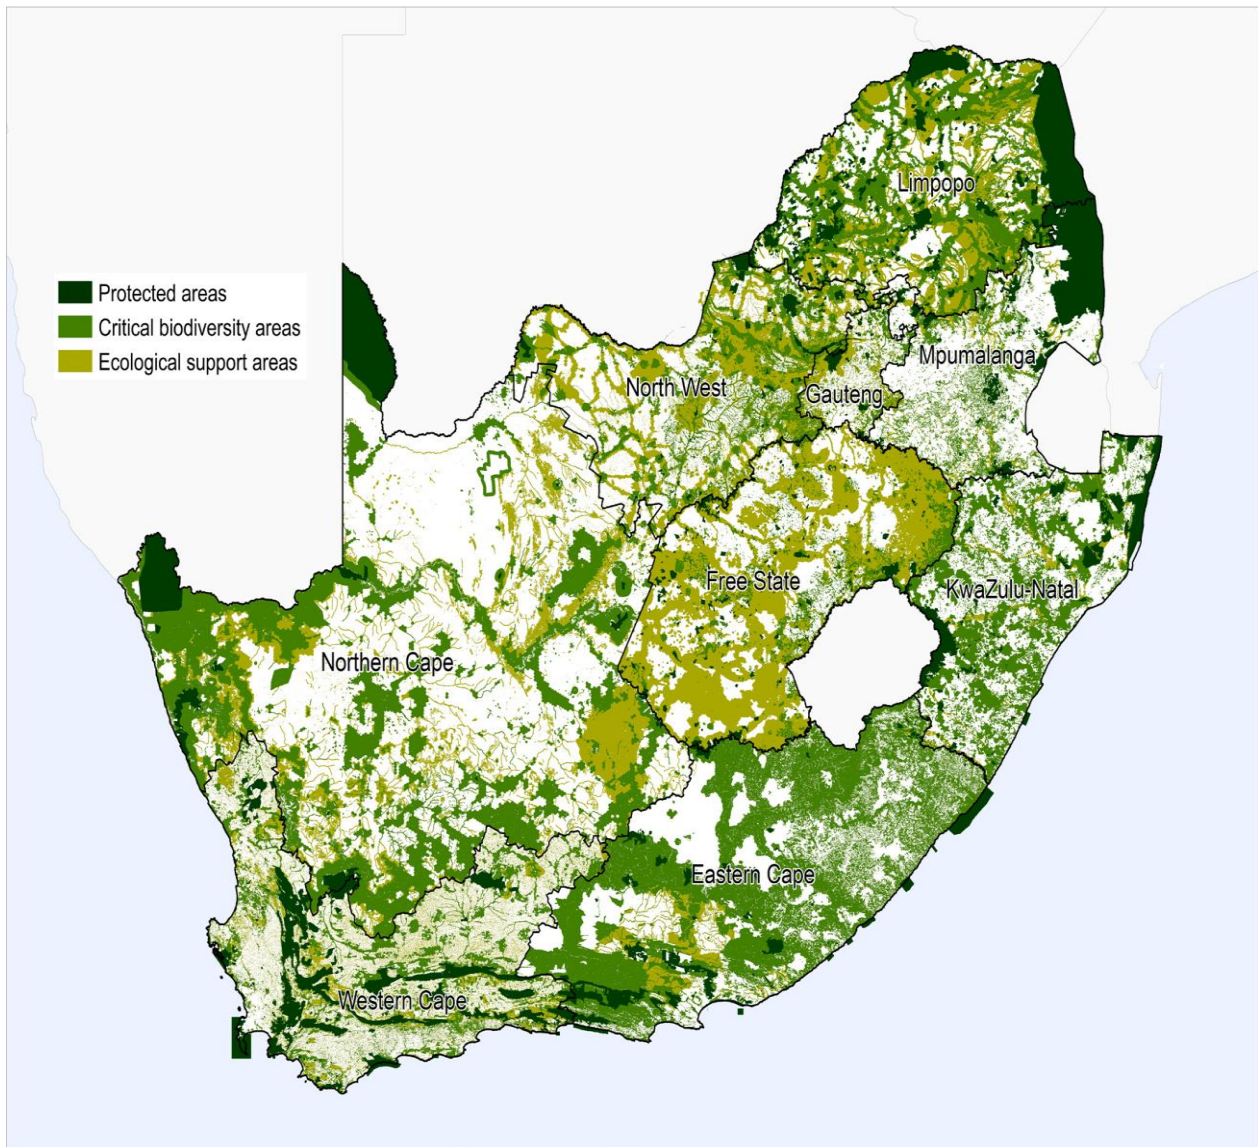 Limpopo
Protected areas
Critical biodiversity areas
Ecological support areas
Mpumalanga
North West
Gauteng
Free State
KwaZulu-Natal
Northern Cape
Eastern Cape
Western Cape